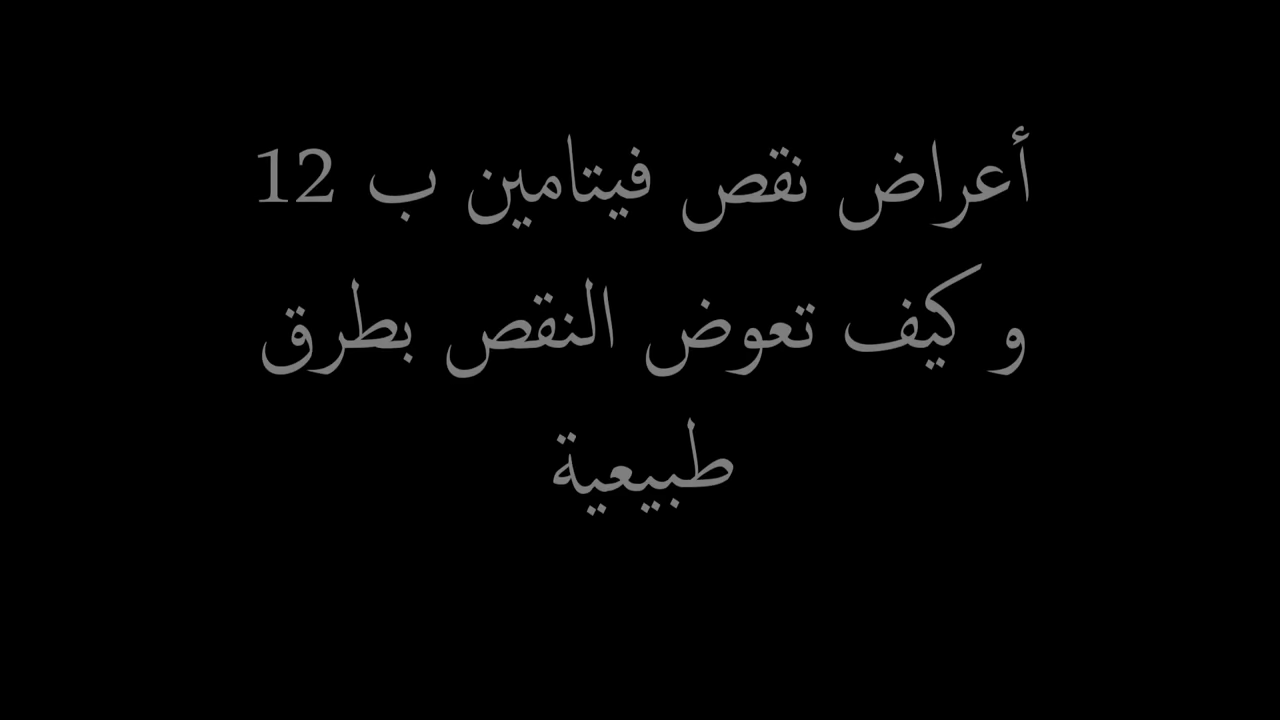 أعراض نقص فيتامين ب 12
و كيف تعوض النقص بطرق
طبيعية